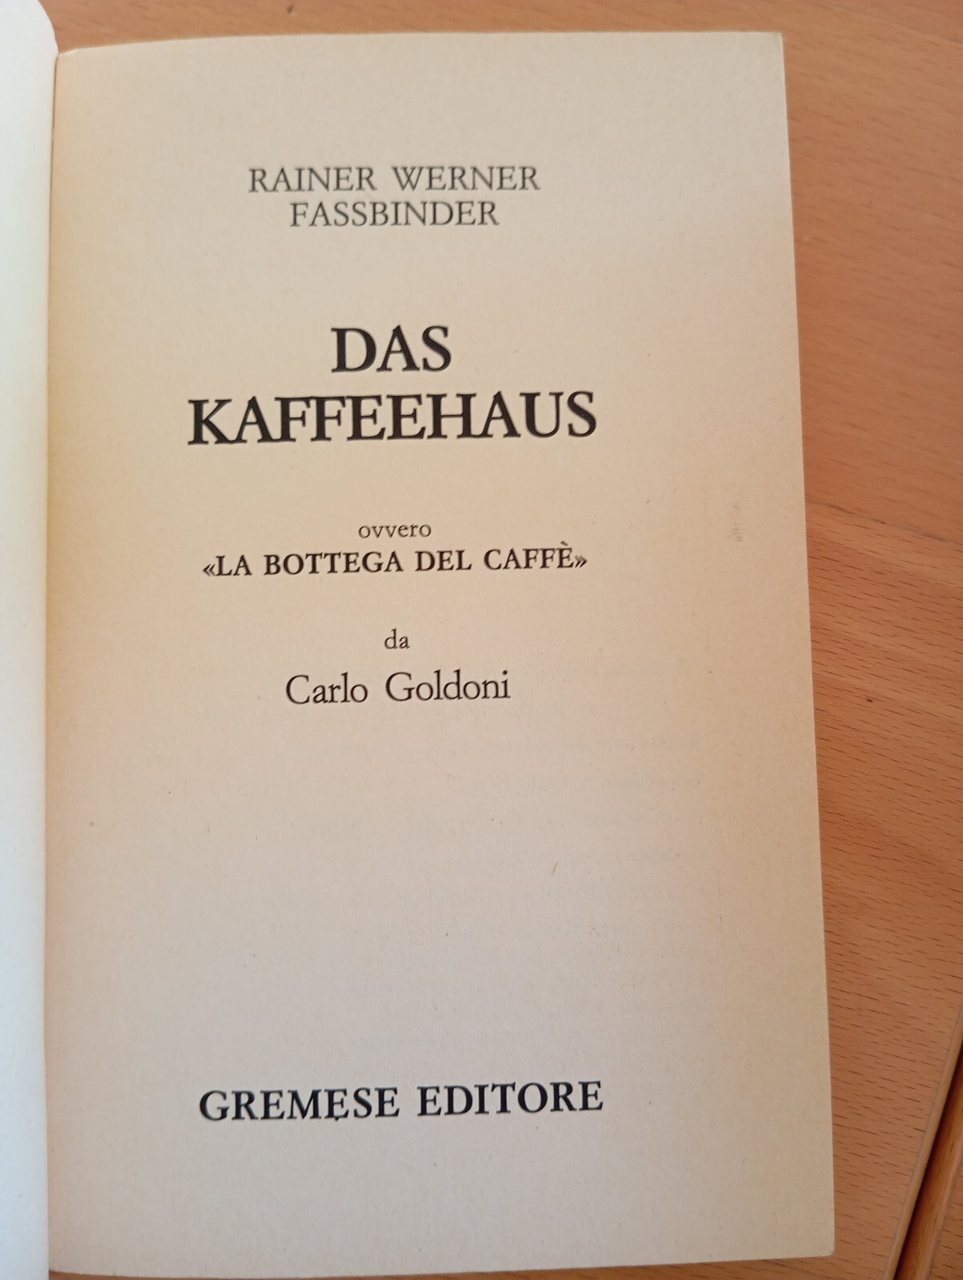 RAINER WERNER
FASSBINDER
DAS
KAFFEEHAUS
ovvero
«LA BOTTEGA DEL CAFFÈ»
da
Carlo Goldoni
GREMESE EDITORE